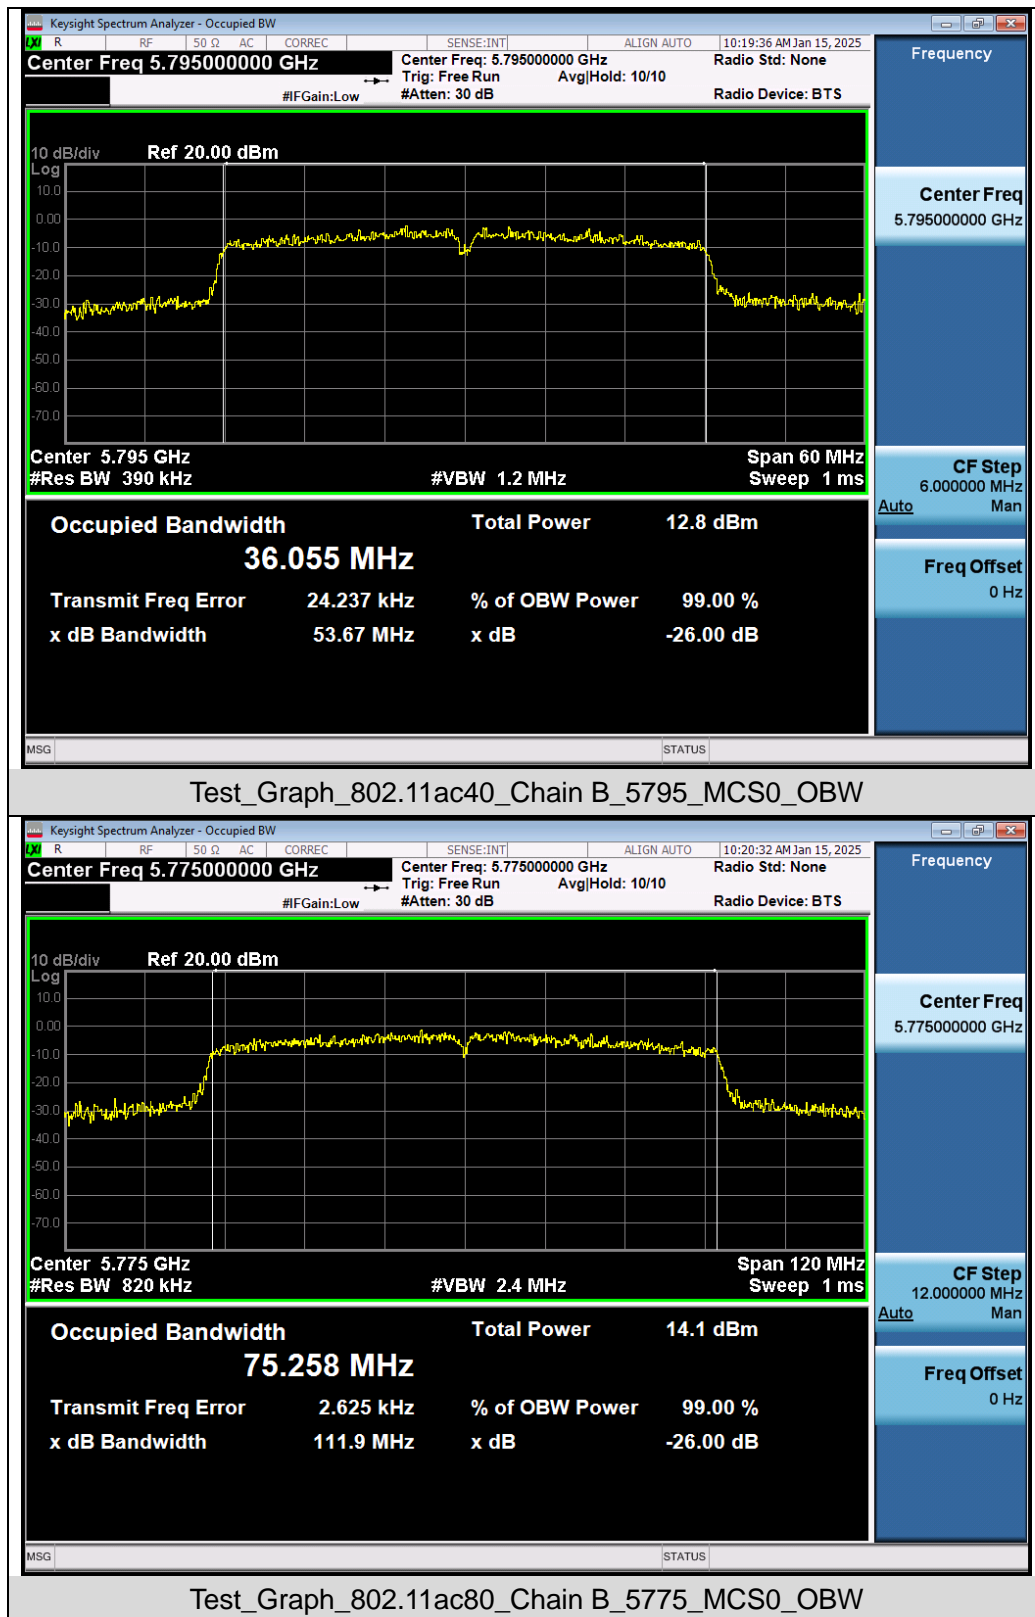 Keysight Spectrum Analyzer - Occupied BW
LXI R RF 50 Ω AC CORREC SENSE:INT ALIGN AUTO 10:19:36 AM Jan 15, 2025
Center Freq 5.795000000 GHz Center Freq: 5.795000000 GHz Radio Std: None
Trig: Free Run Avg|Hold: 10/10
#IFGain:Low #Atten: 30 dB Radio Device: BTS
10 dB/div Ref 20.00 dBm
Log
10.0
0.00
-10.0
-20.0
-30.0
-40.0
-50.0
-60.0
-70.0
Center 5.795 GHz Span 60 MHz
#Res BW 390 kHz #VBW 1.2 MHz Sweep 1 ms
Occupied Bandwidth Total Power 12.8 dBm
36.055 MHz
Transmit Freq Error 24.237 kHz % of OBW Power 99.00 %
x dB Bandwidth 53.67 MHz x dB -26.00 dB
MSG STATUS
Frequency
Center Freq
5.795000000 GHz
CF Step
6.000000 MHz
Auto Man
Freq Offset
0 Hz
Test_Graph_802.11ac40_Chain B_5795_MCS0_OBW
Keysight Spectrum Analyzer - Occupied BW
LXI R RF 50 Ω AC CORREC SENSE:INT ALIGN AUTO 10:20:32 AM Jan 15, 2025
Center Freq 5.775000000 GHz Center Freq: 5.775000000 GHz Radio Std: None
Trig: Free Run Avg|Hold: 10/10
#IFGain:Low #Atten: 30 dB Radio Device: BTS
10 dB/div Ref 20.00 dBm
Log
10.0
0.00
-10.0
-20.0
-30.0
-40.0
-50.0
-60.0
-70.0
Center 5.775 GHz Span 120 MHz
#Res BW 820 kHz #VBW 2.4 MHz Sweep 1 ms
Occupied Bandwidth Total Power 14.1 dBm
75.258 MHz
Transmit Freq Error 2.625 kHz % of OBW Power 99.00 %
x dB Bandwidth 111.9 MHz x dB -26.00 dB
MSG STATUS
Frequency
Center Freq
5.775000000 GHz
CF Step
12.000000 MHz
Auto Man
Freq Offset
0 Hz
Test_Graph_802.11ac80_Chain B_5775_MCS0_OBW